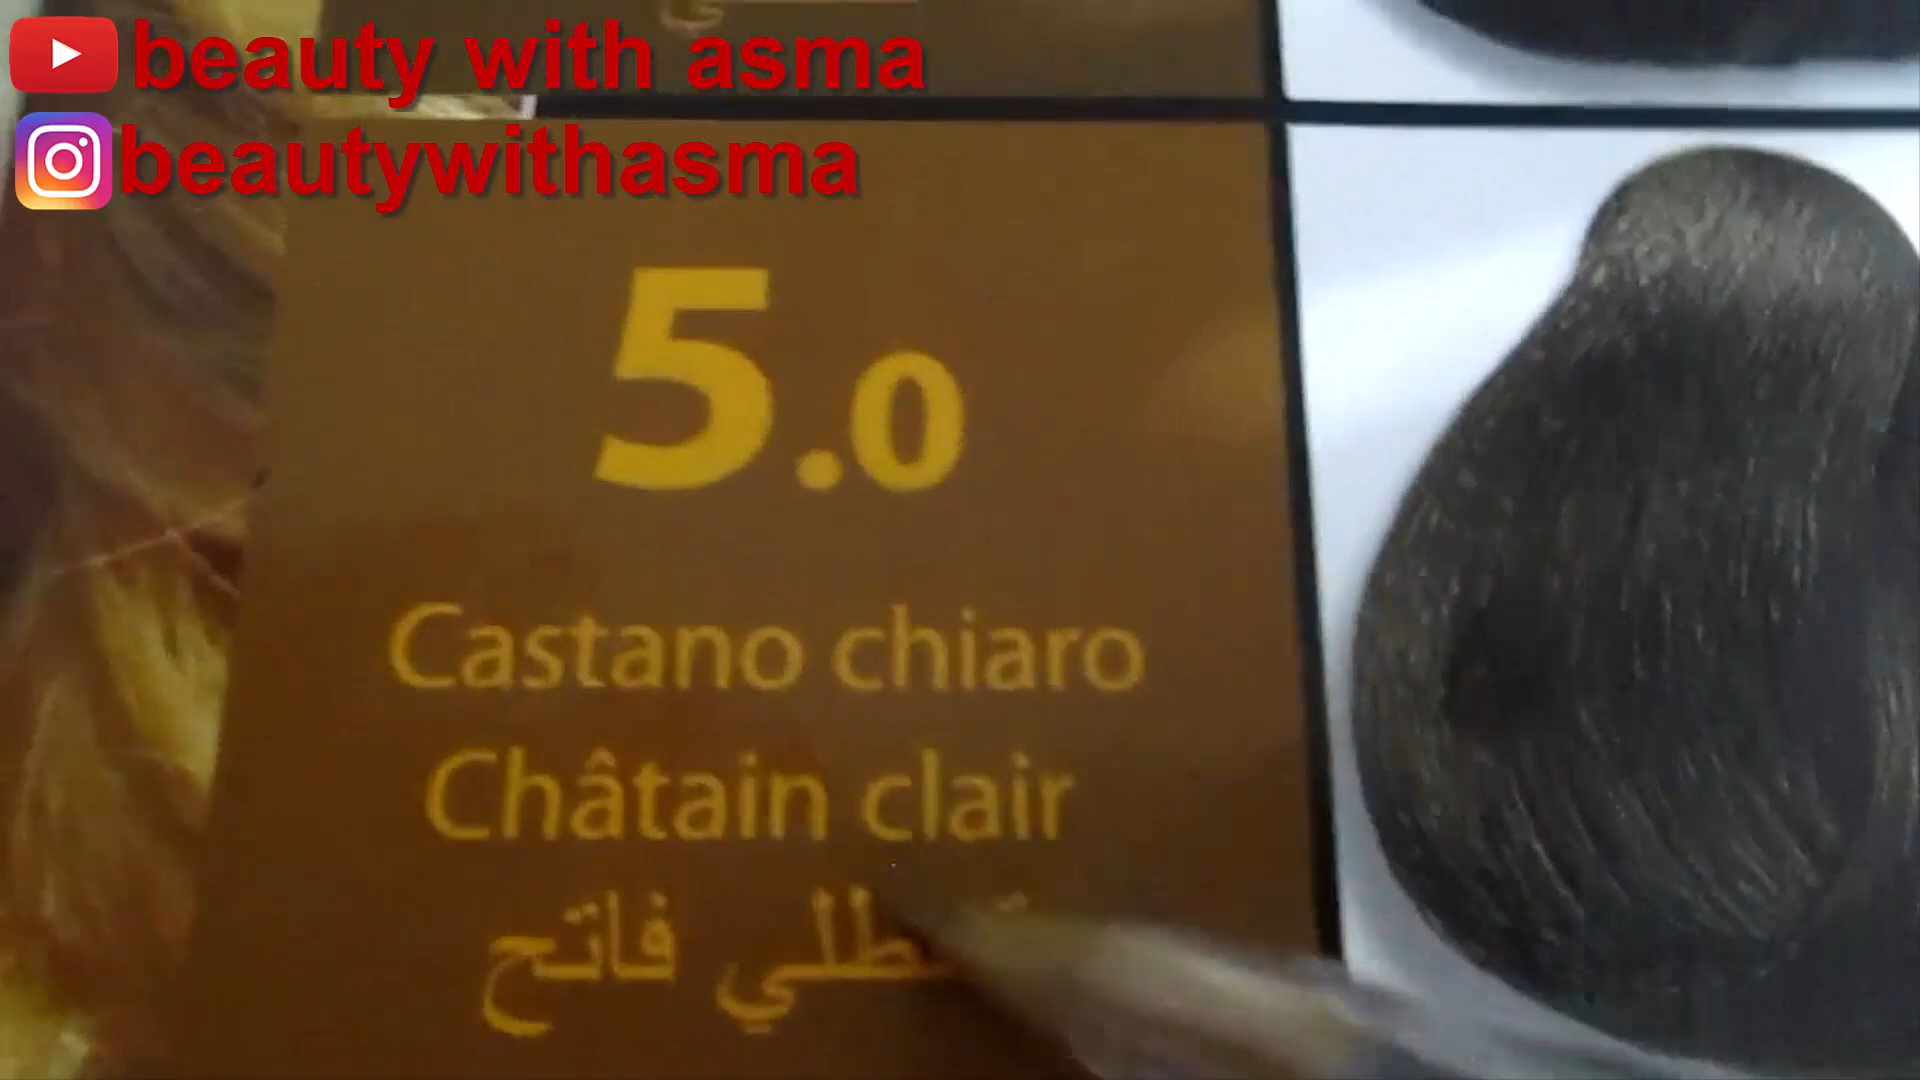 beauty with asma
beautywithasma
5.0
Castano chiaro
Châtain clair
فاتح